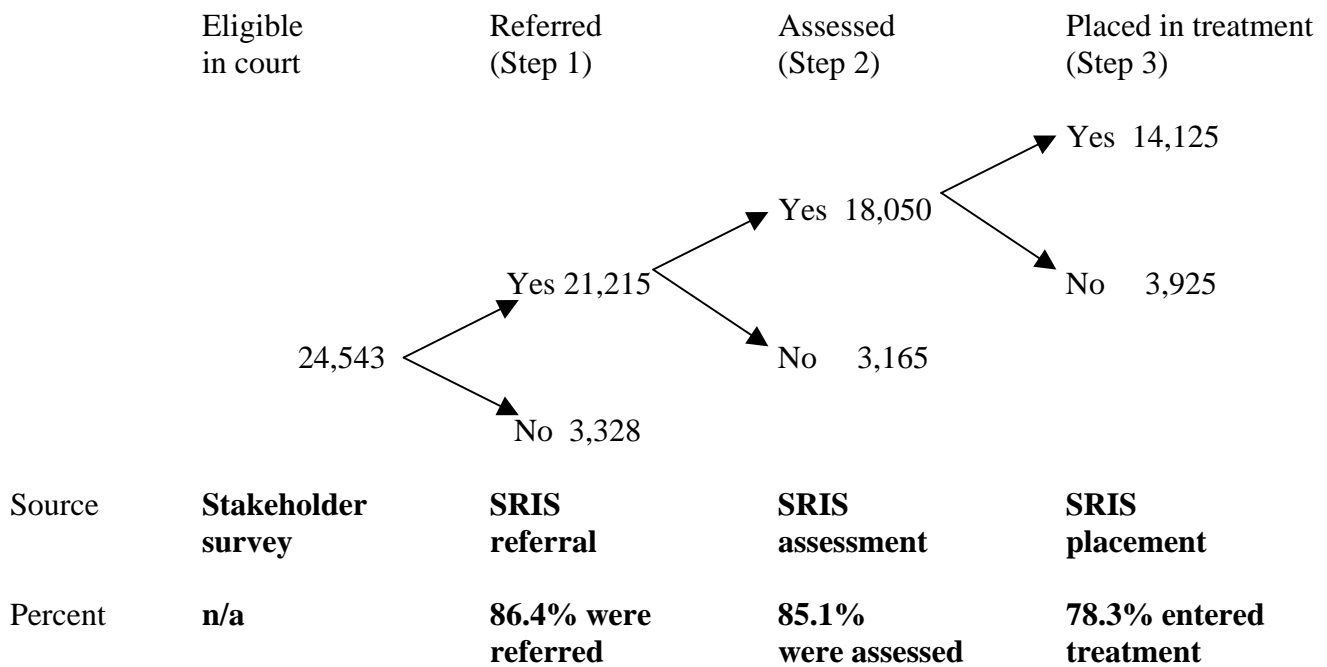 Eligible Referred Assessed Placed in treatment
in court (Step 1) (Step 2) (Step 3)
Yes 14,125
Yes 18,050
Yes 21,215 No 3,925
24,543 No 3,165
No 3,328
Source Stakeholder SRIS SRIS SRIS
survey referral assessment placement
Percent n/a 86.4% were 85.1% 78.3% entered
referred were assessed treatment